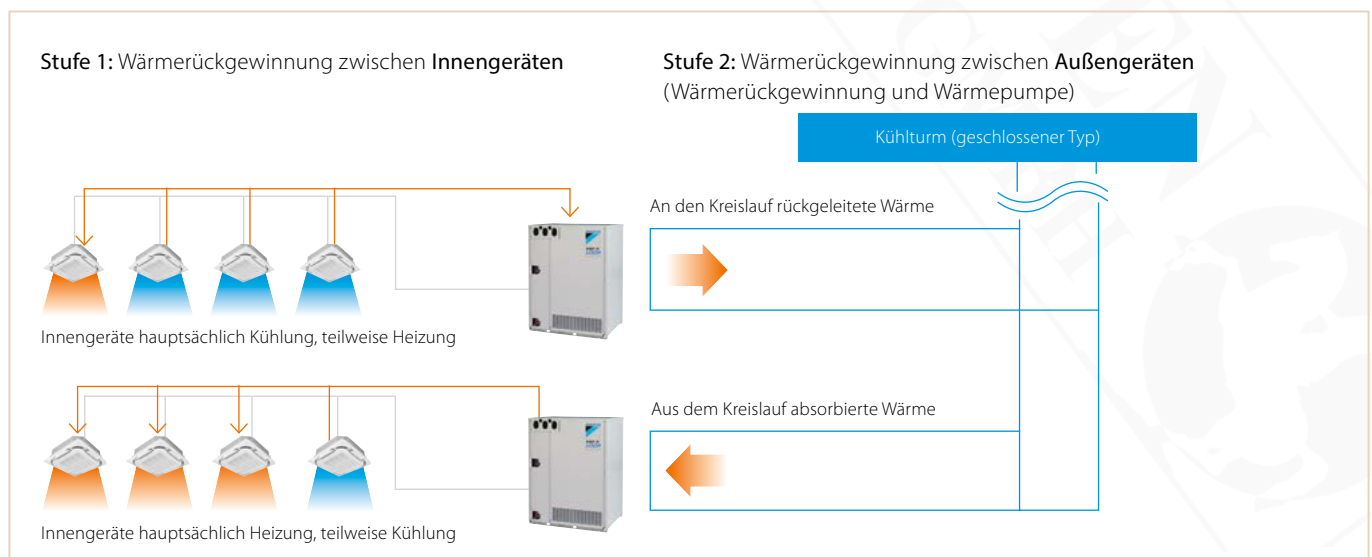 Stufe 1: Wärmerückgewinnung zwischen Innengeräten
Stufe 2: Wärmerückgewinnung zwischen Außengeräten
(Wärmerückgewinnung und Wärmepumpe)
Kühlturm (geschlossener Typ)
An den Kreislauf rückgeleitete Wärme
Innengeräte hauptsächlich Kühlung, teilweise Heizung
Aus dem Kreislauf absorbierte Wärme
Innengeräte hauptsächlich Heizung, teilweise Kühlung